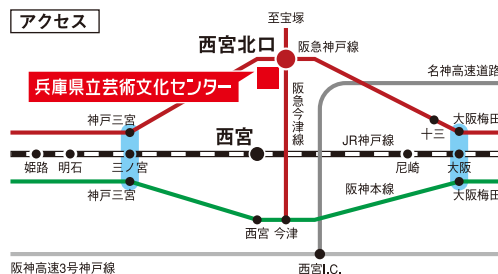 アクセス
至宝塚
西宮北口
阪急神戸線
兵庫県立芸術文化センター
名神高速道路
阪急今津線
神戸三宮
十三
大阪梅田
西宮
JR神戸線
姫路
明石
三ノ宮
尼崎
大阪
神戸三宮
阪神本線
大阪梅田
西宮
今津
阪神高速3号神戸線
西宮I.C.